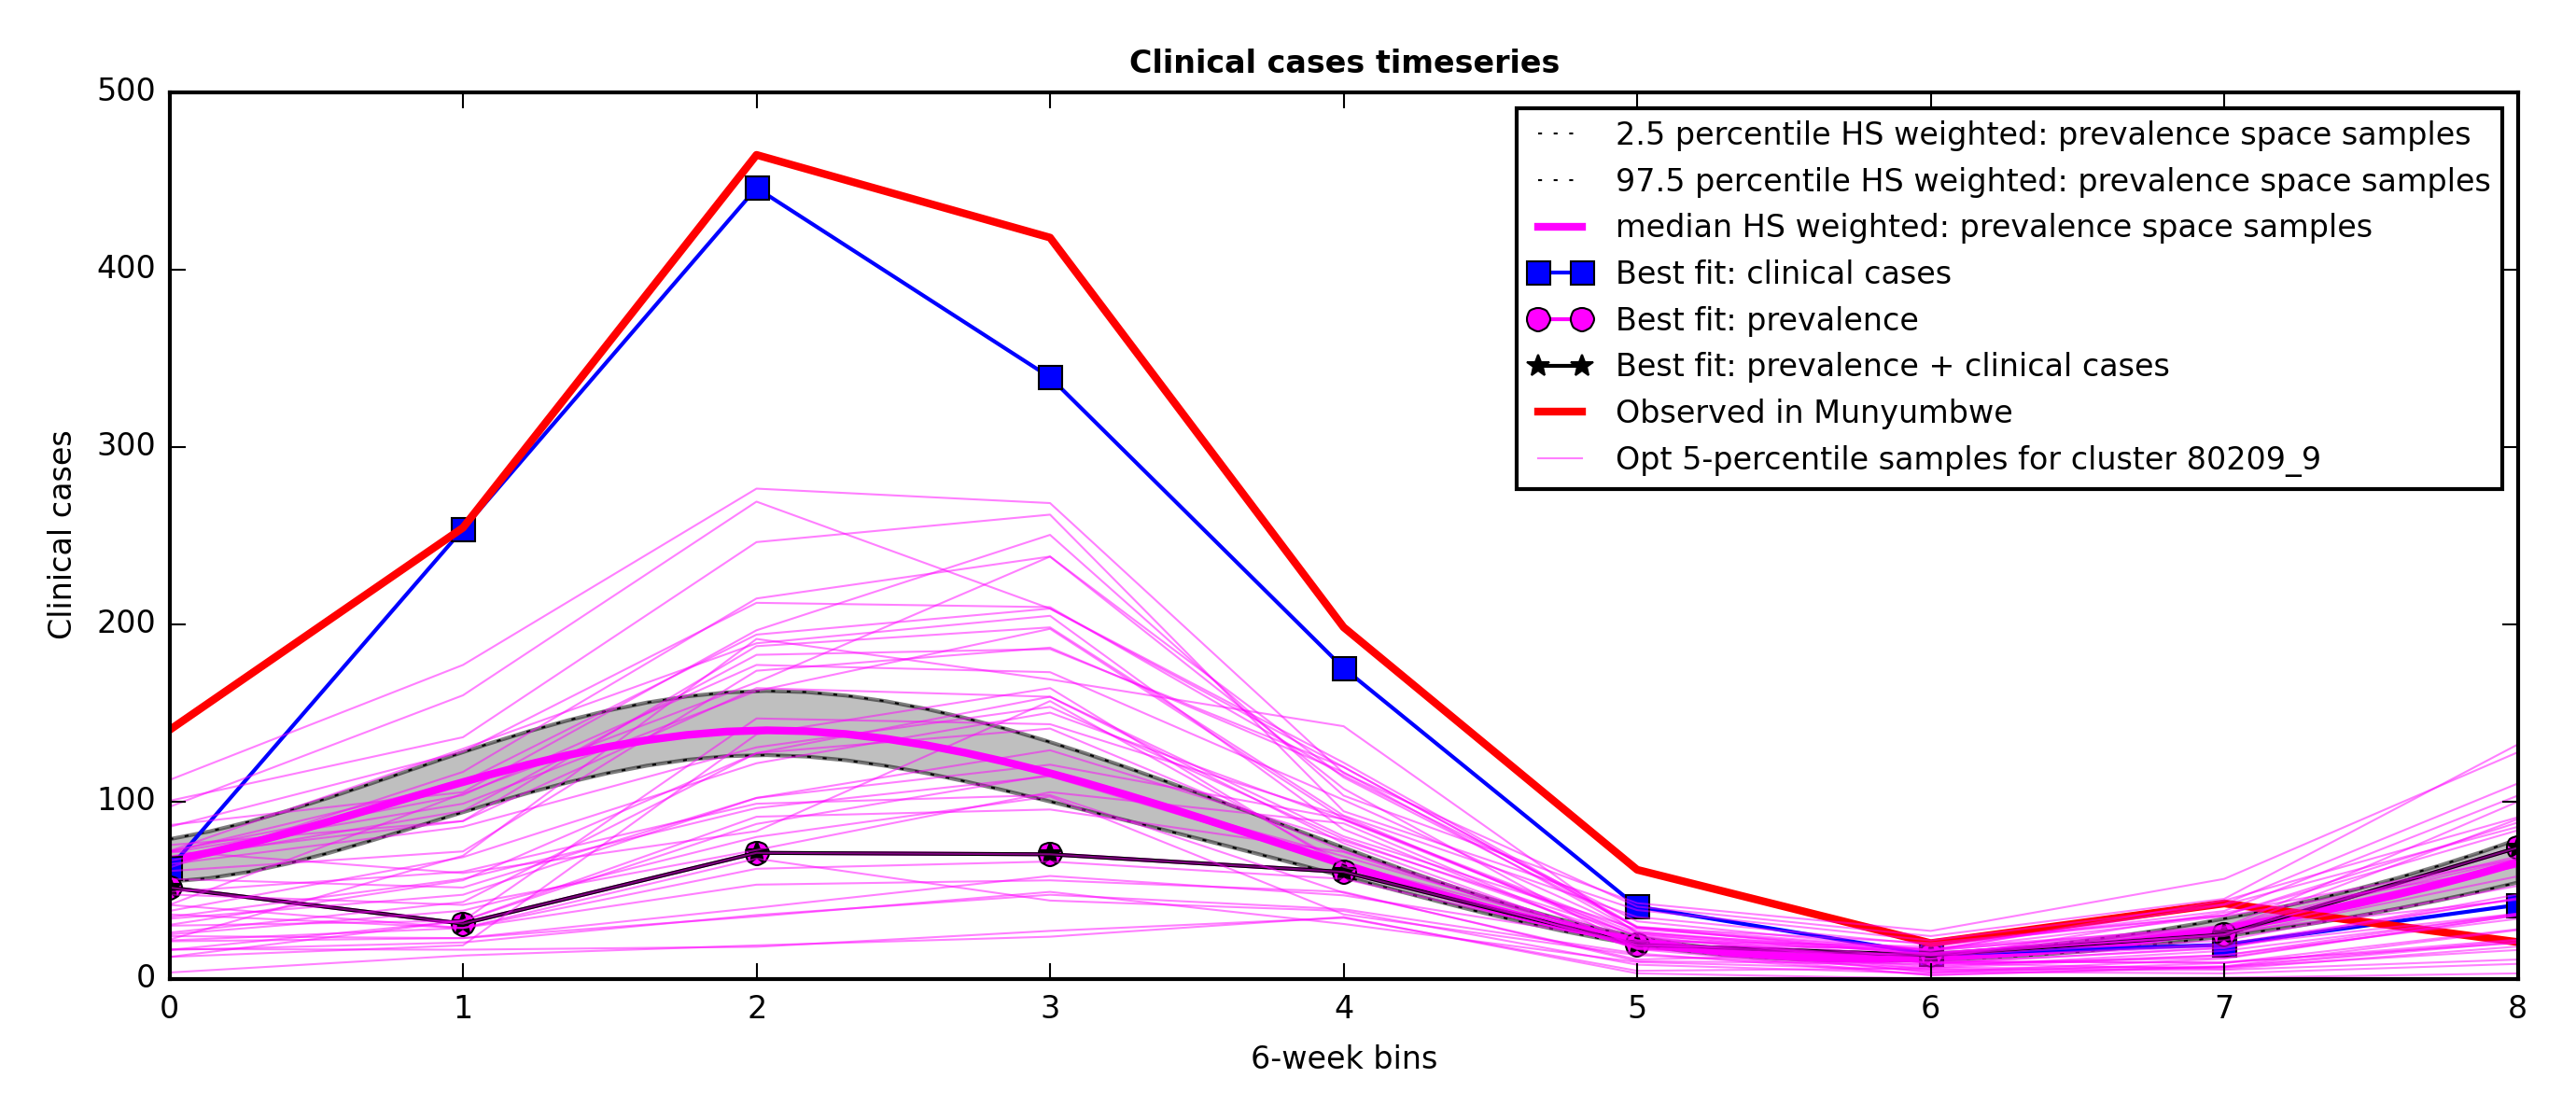 Clinical cases timeseries
500
400
300
200
100
0
Clinical cases
2.5 percentile HS weighted: prevalence space samples
97.5 percentile HS weighted: prevalence space samples
median HS weighted: prevalence space samples
Best fit: clinical cases
Best fit: prevalence
Best fit: prevalence + clinical cases
Observed in Munyumbwe
Opt 5-percentile samples for cluster 80209_9
0 1 2 3 4 5 6 7 8
6-week bins